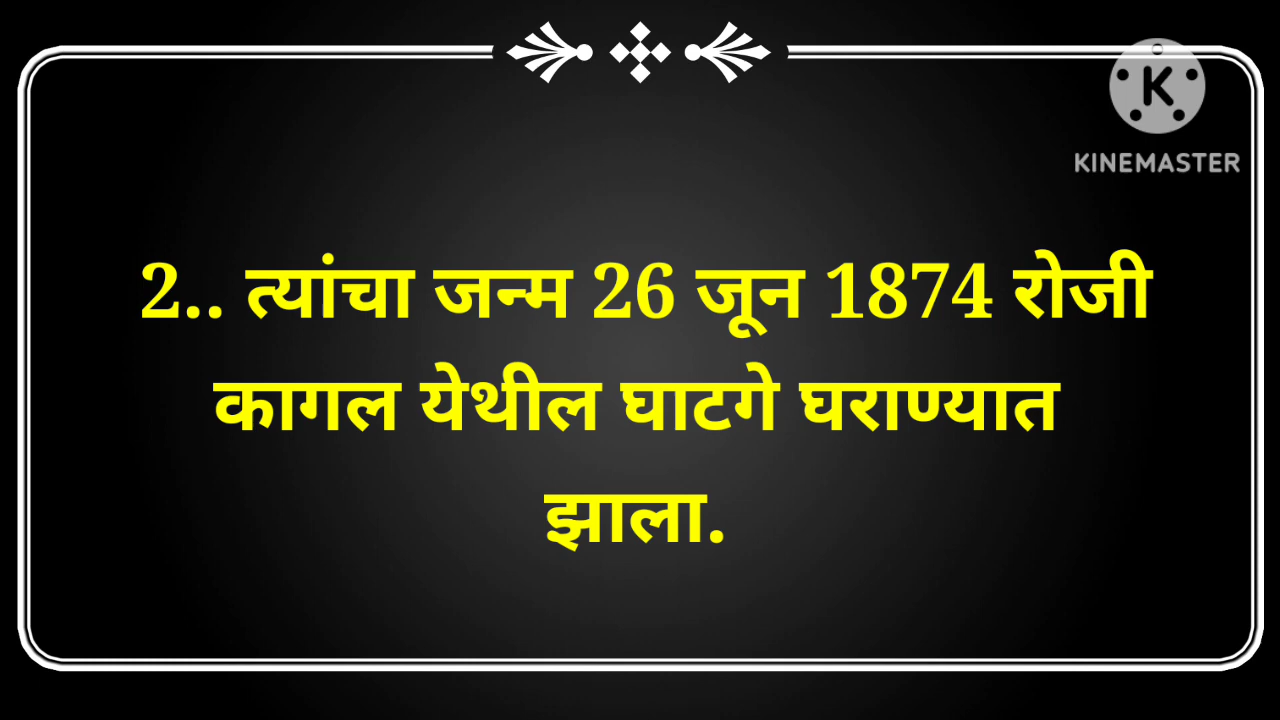 K
KINEMASTER
2.. त्यांचा जन्म 26 जून 1874 रोजी
कागल येथील घाटगे घराण्यात
झाला.